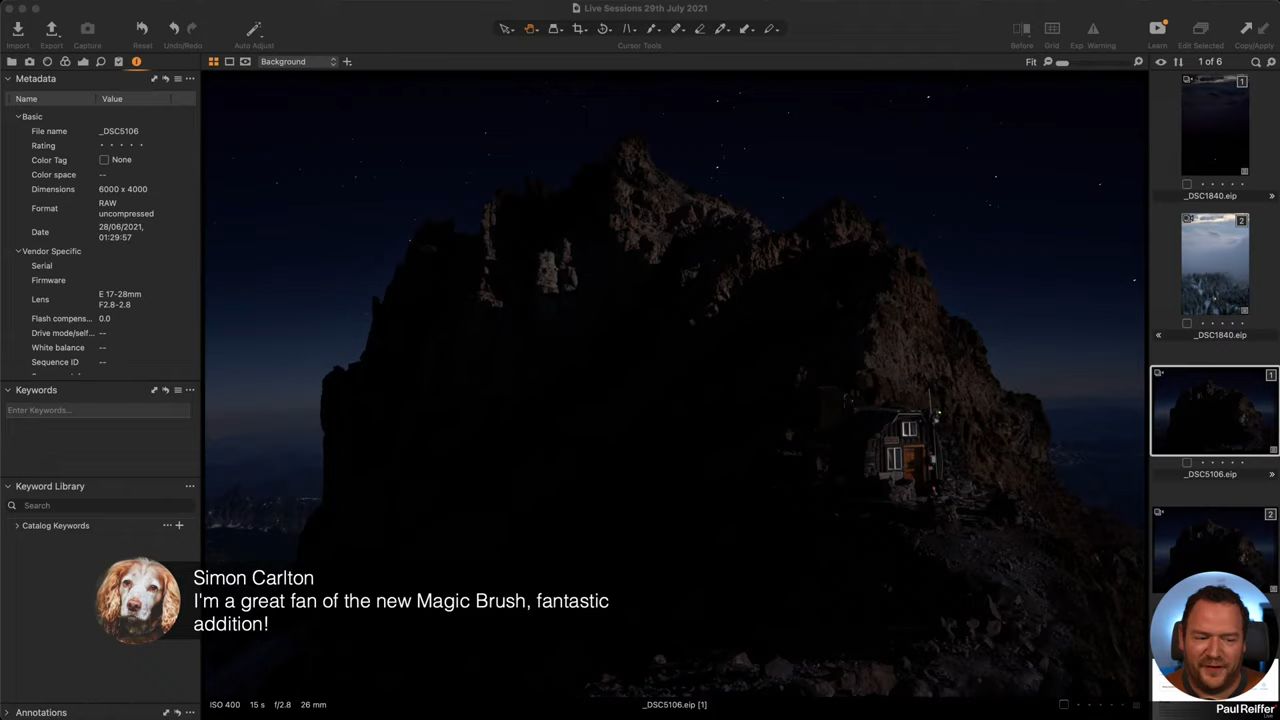 Live Sessions 29th July 2021
Import
Export
Capture
Reset
Undo/Redo
Auto Adjust
Cursor Tools
Before
Grid
Exp. Warning
Learn
Edit Selected
Copy/Apply
Background
Fit
1 of 6
Metadata
Name Value
Basic
File name _DSC5106
Rating
Color Tag None
Color space --
Dimensions 6000 x 4000
Format RAW
uncompressed
Date 28/06/2021,
01:29:57
Vendor Specific
Serial
Firmware
Lens E 17-28mm
F2.8-2.8
Flash compens... 0.0
Drive mode/self... --
White balance --
Sequence ID --
Keywords
Enter Keywords...
Keyword Library
Search
Catalog Keywords
Simon Carlton
I'm a great fan of the new Magic Brush, fantastic
addition!
Annotations
ISO 400 15 s f/2.8 26 mm
_DSC5106.eip [1]
1
_DSC1840.eip
2
_DSC1840.eip
1
_DSC5106.eip
2
Paul Reiffer
Live